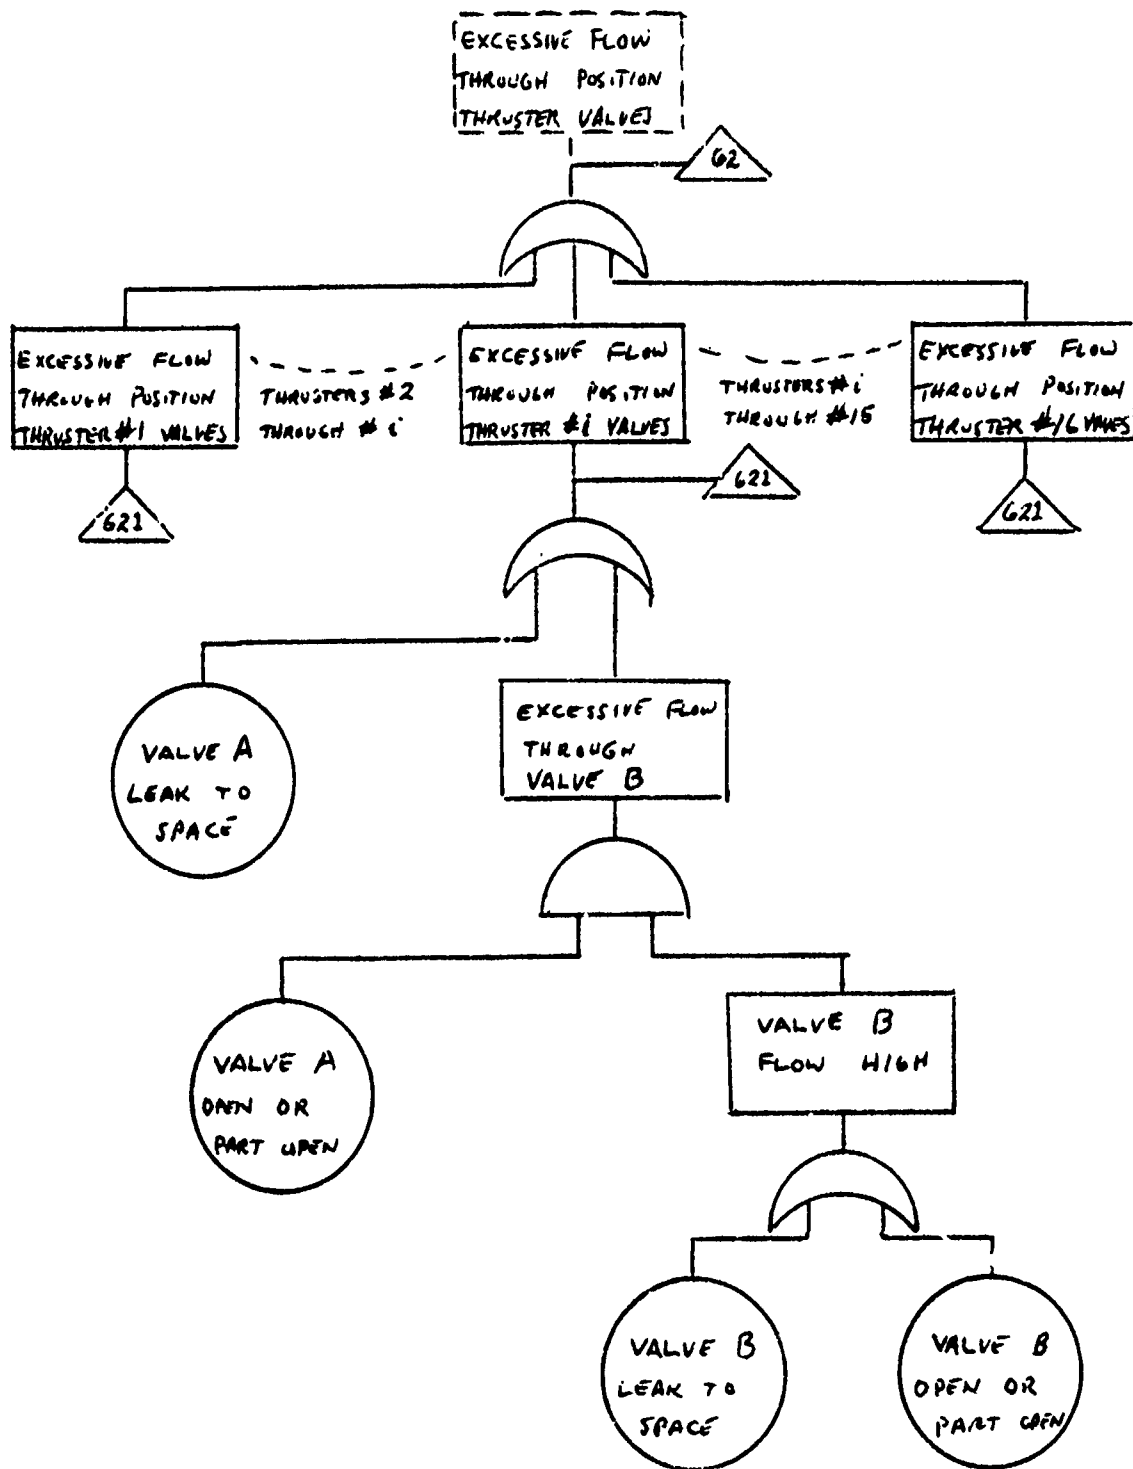 EXCESSIVE FLOW
THROUGH POSITION
THRUSTER VALVES
62
EXCESSIVE FLOW
THROUGH POSITION
THRUSTER #1 VALVES
THRUSTERS #2
THROUGH # i
EXCESSIVE FLOW
THROUGH POSITION
THRUSTER #i VALVES
THRUSTERS #i
THROUGH #15
EXCESSIVE FLOW
THROUGH POSITION
THRUSTER #16 VALVES
621
621
621
VALVE A
LEAK TO
SPACE
EXCESSIVE FLOW
THROUGH
VALVE B
VALVE A
OPEN OR
PART OPEN
VALVE B
FLOW HIGH
VALVE B
LEAK TO
SPACE
VALVE B
OPEN OR
PART OPEN